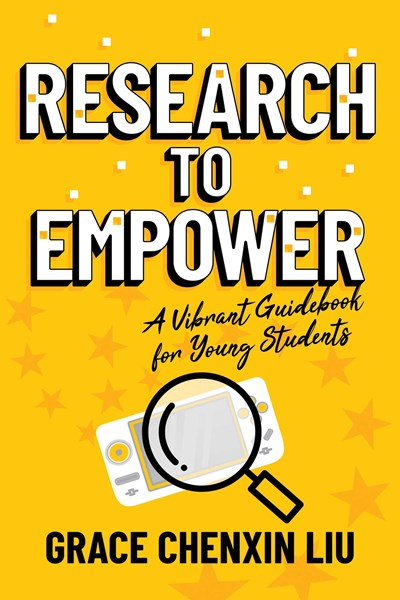 RESEARCH
TO
EMPOWER
A Vibrant Guidebook
for Young Students
GRACE CHENXIN LIU